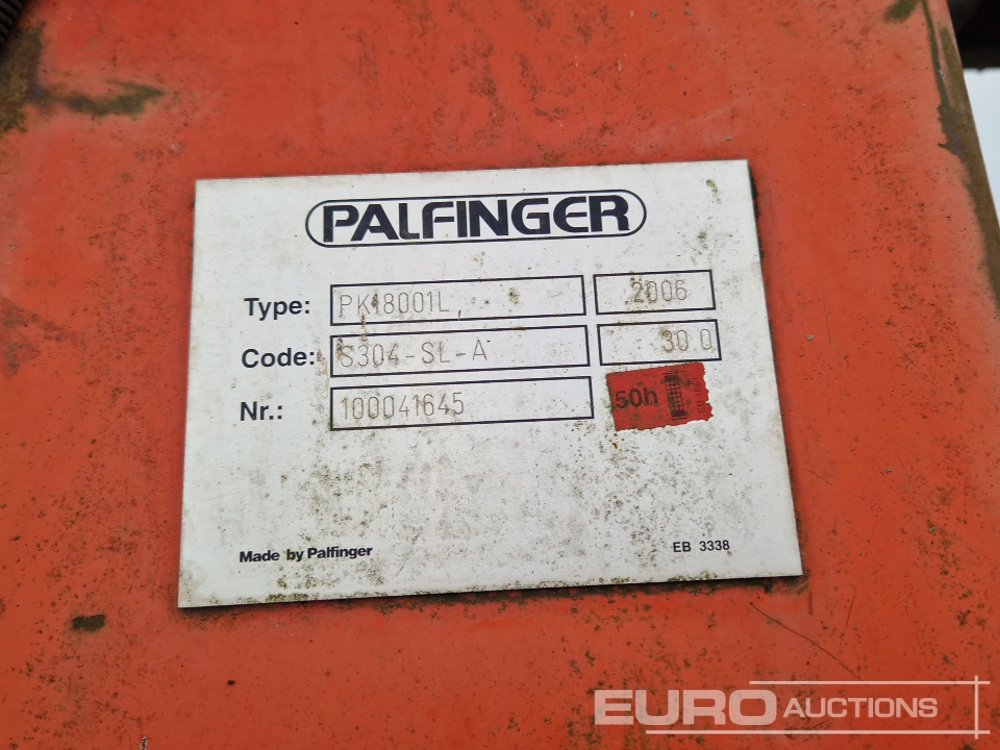 PALFINGER
Type: PK18001L 2006
Code: S304-SL-A 30 0
Nr.: 100041645 50h
Made by Palfinger EB 3338
EURO AUCTIONS